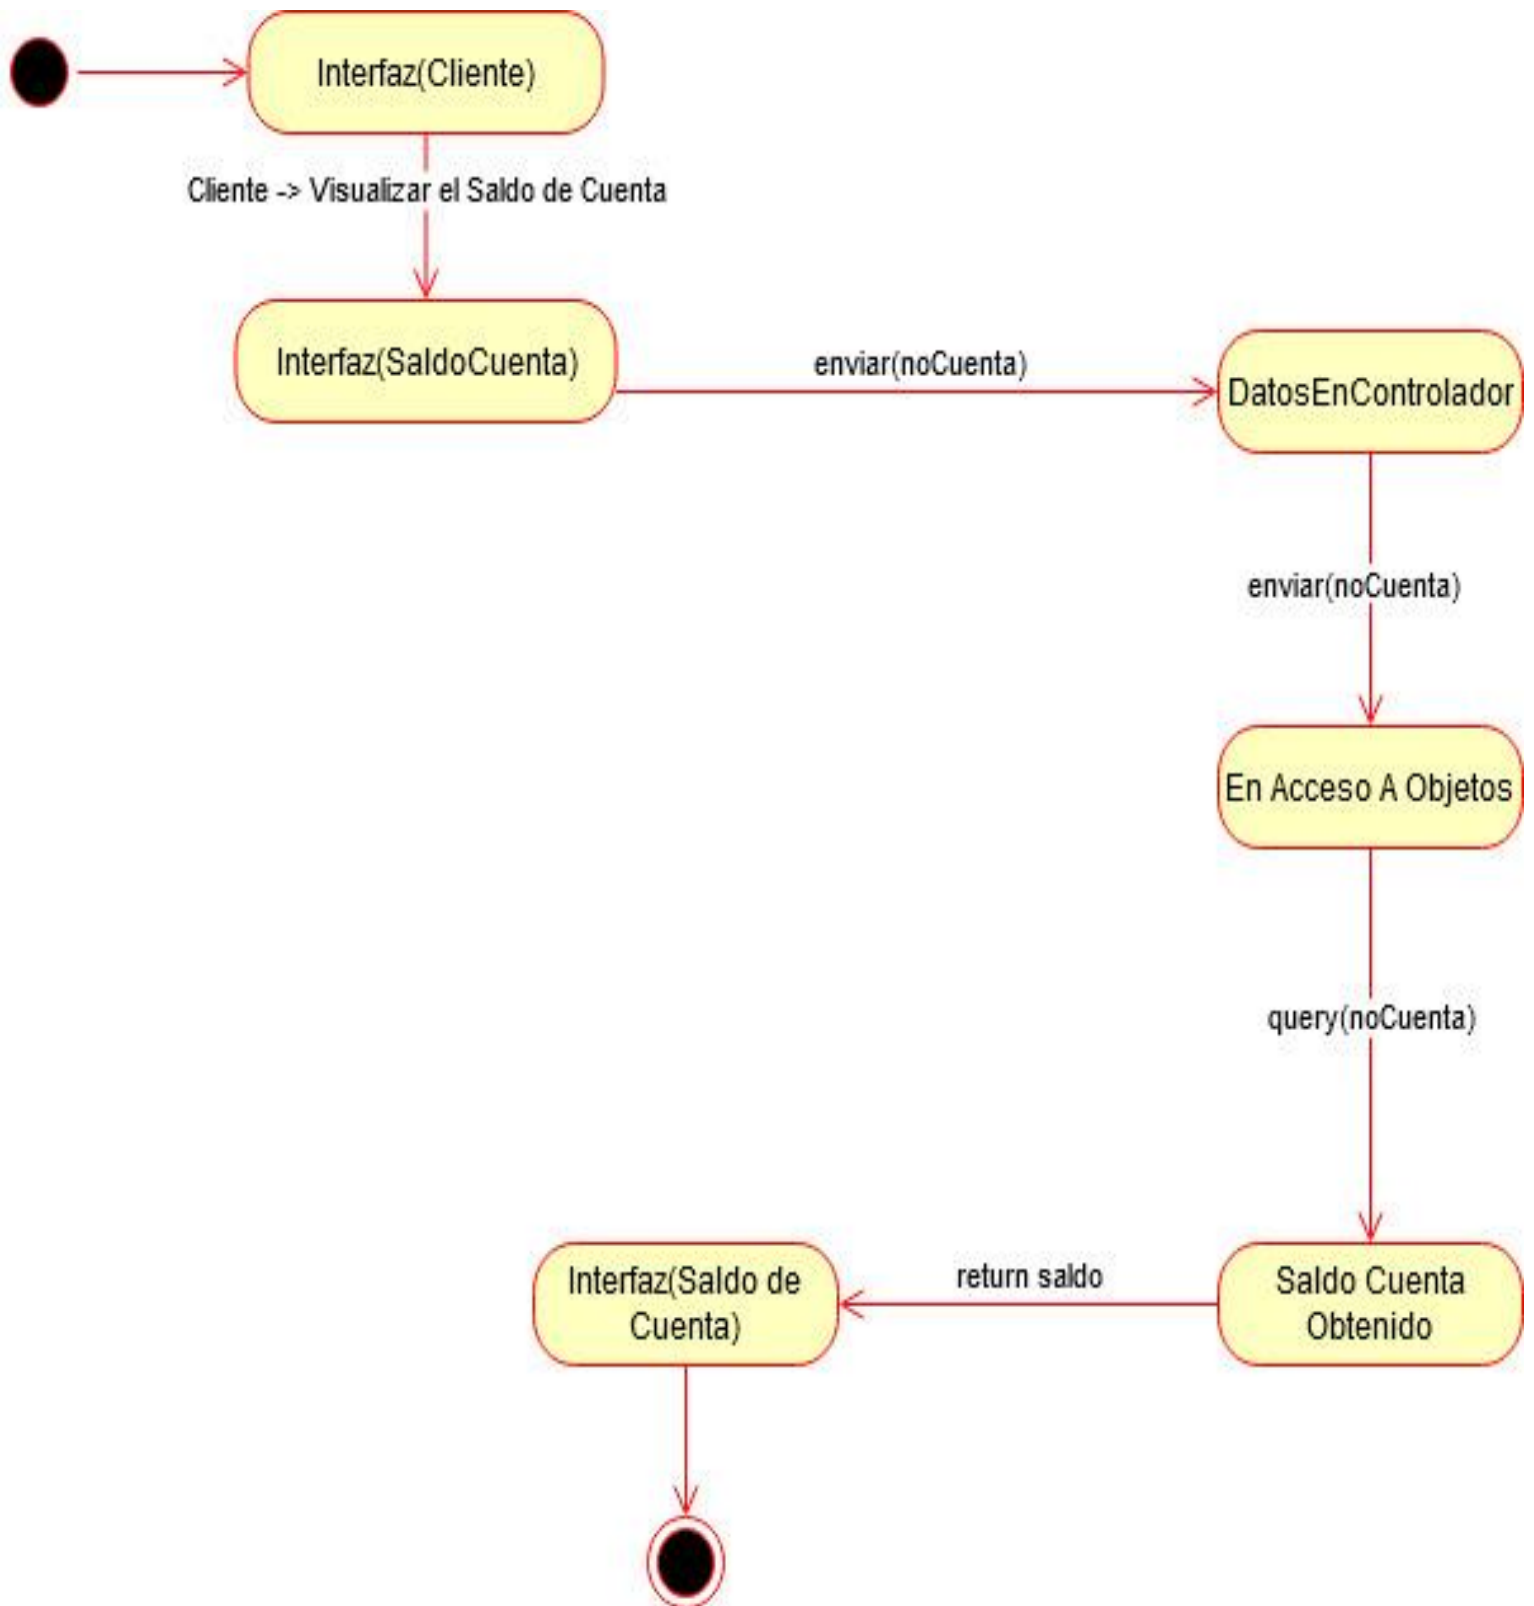 Interfaz(Cliente)
Cliente -> Visualizar el Saldo de Cuenta
Interfaz(SaldoCuenta)
enviar(noCuenta)
DatosEnControlador
enviar(noCuenta)
En Acceso A Objetos
query(noCuenta)
Interfaz(Saldo de
Cuenta)
return saldo
Saldo Cuenta
Obtenido